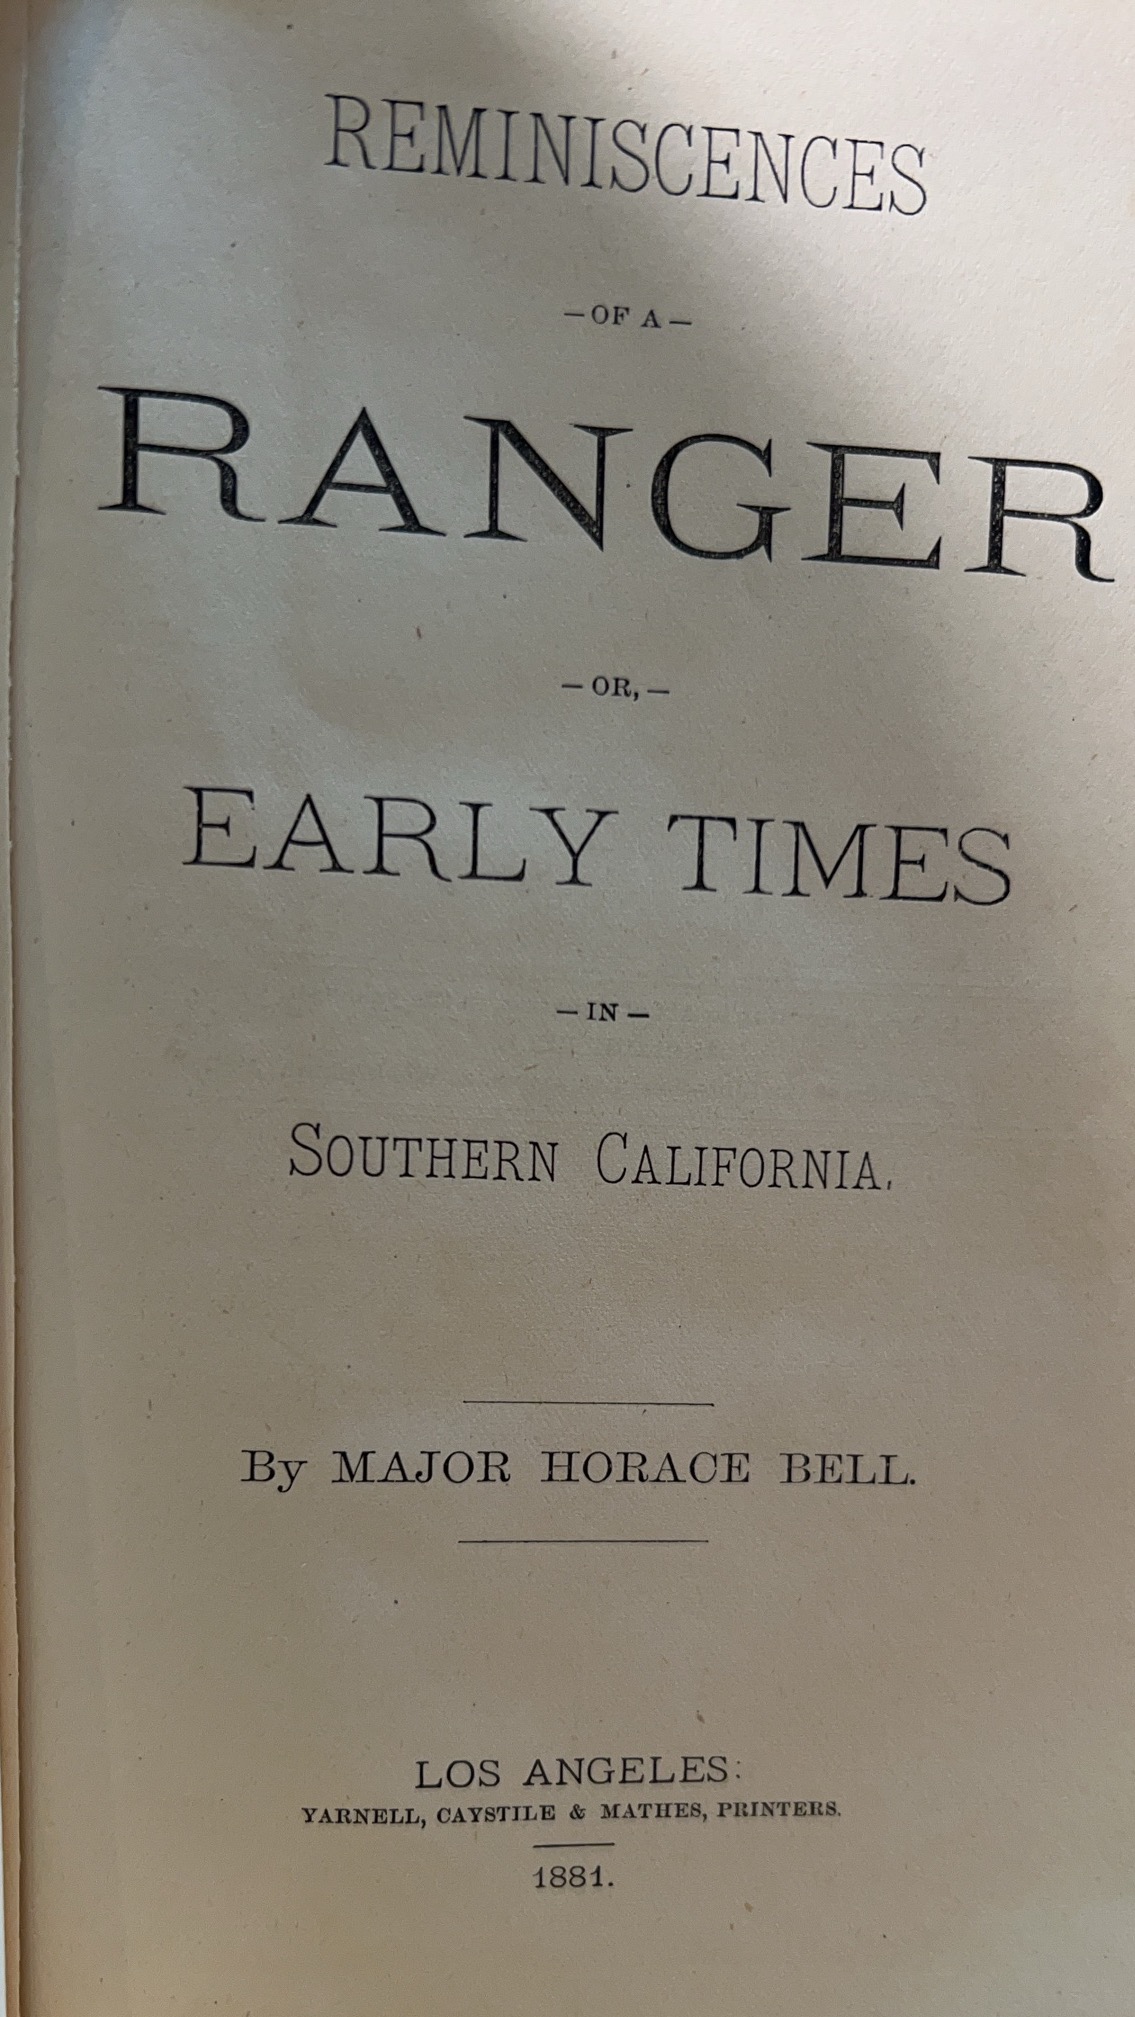 REMINISCENCES
—OF A—
RANGER
—OR,—
EARLY TIMES
—IN—
SOUTHERN CALIFORNIA.
By MAJOR HORACE BELL.
LOS ANGELES:
YARNELL, CAYSTILE & MATHES, PRINTERS.
1881.